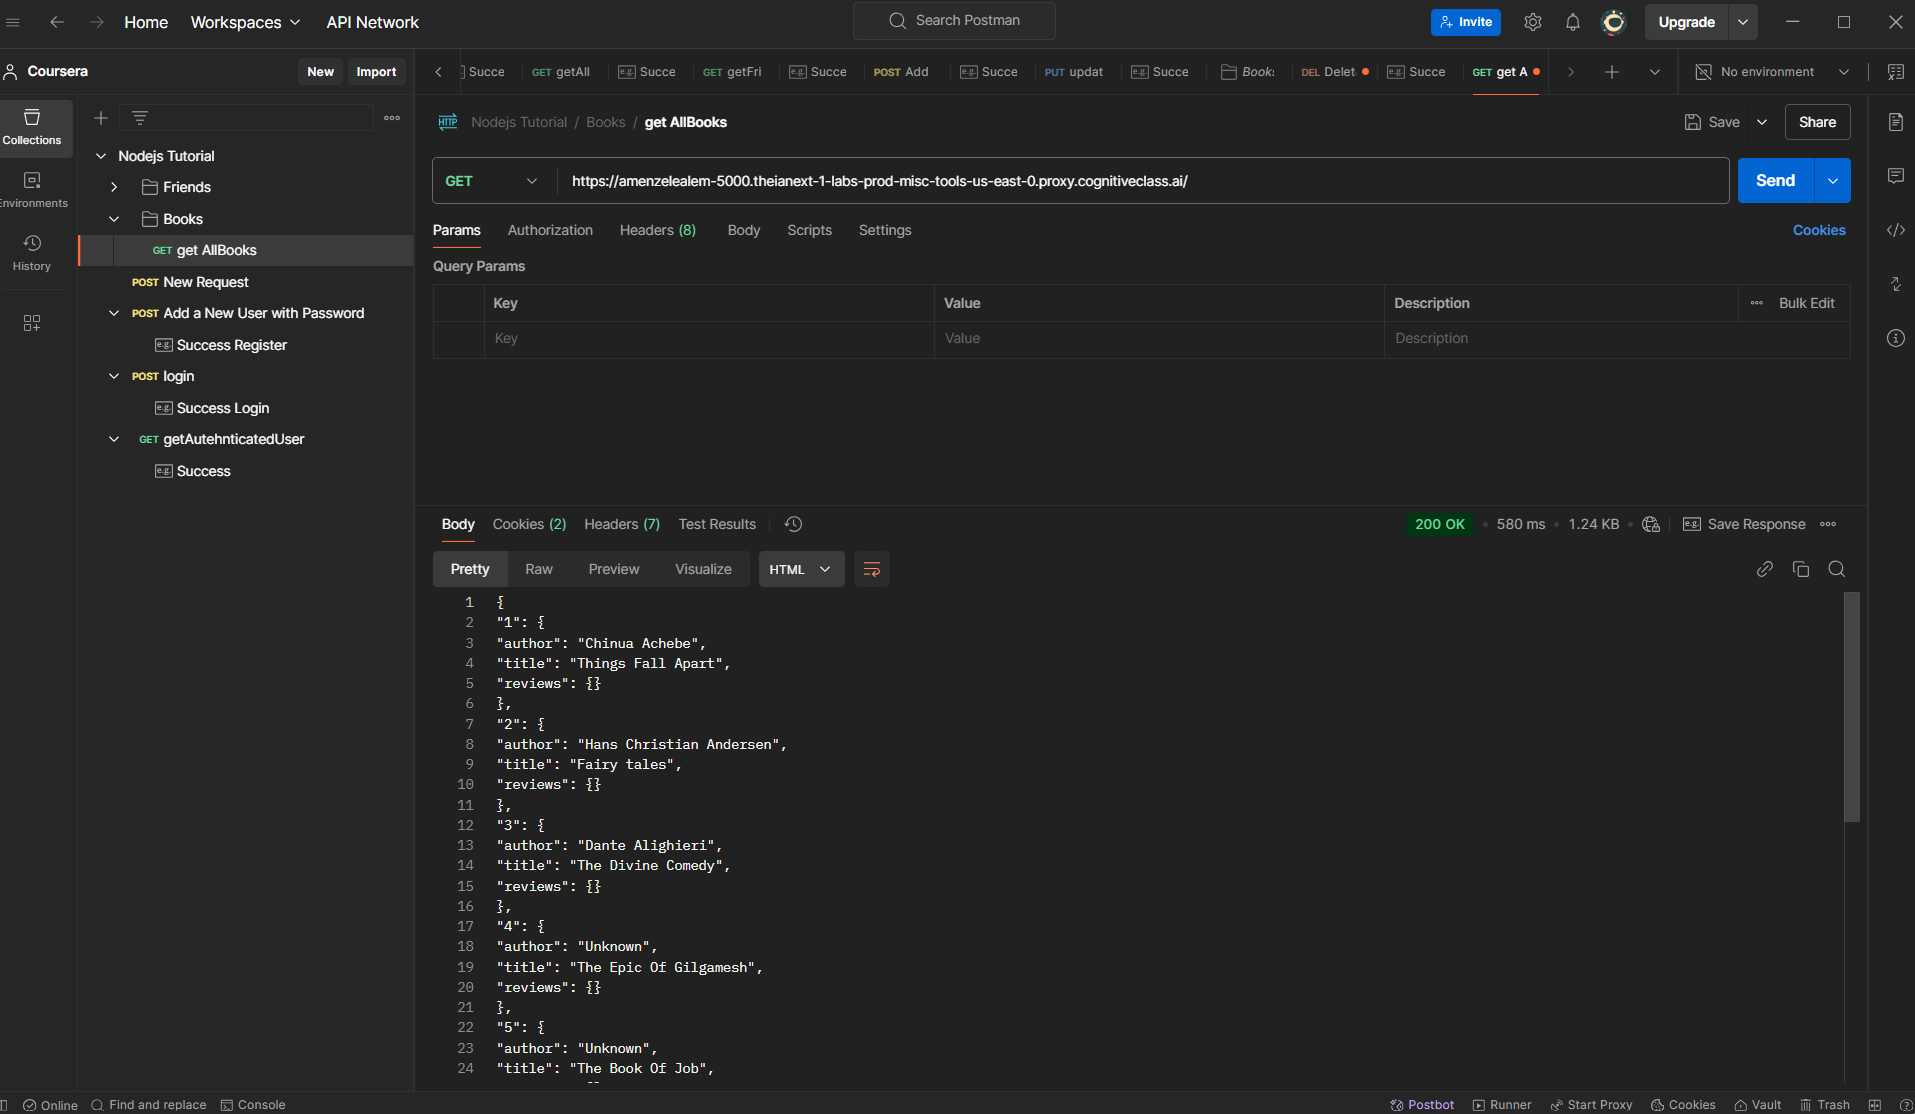 Home Workspaces API Network Search Postman Invite Upgrade
Coursera New Import Succe GET getAll e.g. Succe GET getFri e.g. Succe POST Add e.g. Succe PUT updat e.g. Succe Books DEL Delet e.g. Succe GET get A No environment
Collections
Environments
History
Nodejs Tutorial
Friends
Books
GET get AllBooks
POST New Request
POST Add a New User with Password
e.g. Success Register
POST login
e.g. Success Login
GET getAutehnticatedUser
e.g. Success
HTTP Nodejs Tutorial / Books / get AllBooks Save Share
GET https://amenzelealem-5000.theianext-1-labs-prod-misc-tools-us-east-0.proxy.cognitiveclass.ai/ Send
Params Authorization Headers (8) Body Scripts Settings Cookies
Query Params
Key Value Description Bulk Edit
Key Value Description
Body Cookies (2) Headers (7) Test Results 200 OK 580 ms 1.24 KB e.g. Save Response
Pretty Raw Preview Visualize HTML
1 {
2 "1": {
3 "author": "Chinua Achebe",
4 "title": "Things Fall Apart",
5 "reviews": {}
6 },
7 "2": {
8 "author": "Hans Christian Andersen",
9 "title": "Fairy tales",
10 "reviews": {}
11 },
12 "3": {
13 "author": "Dante Alighieri",
14 "title": "The Divine Comedy",
15 "reviews": {}
16 },
17 "4": {
18 "author": "Unknown",
19 "title": "The Epic Of Gilgamesh",
20 "reviews": {}
21 },
22 "5": {
23 "author": "Unknown",
24 "title": "The Book Of Job",
Online Find and replace Console Postbot Runner Start Proxy Cookies Vault Trash